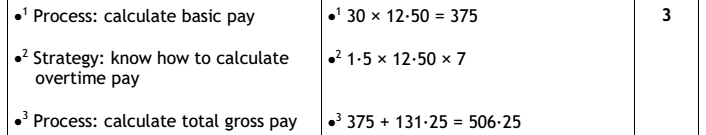 •¹ Process: calculate basic pay
•¹ 30 × 12·50 = 375
3
•² Strategy: know how to calculate
overtime pay
•² 1·5 × 12·50 × 7
•³ Process: calculate total gross pay
•³ 375 + 131·25 = 506·25